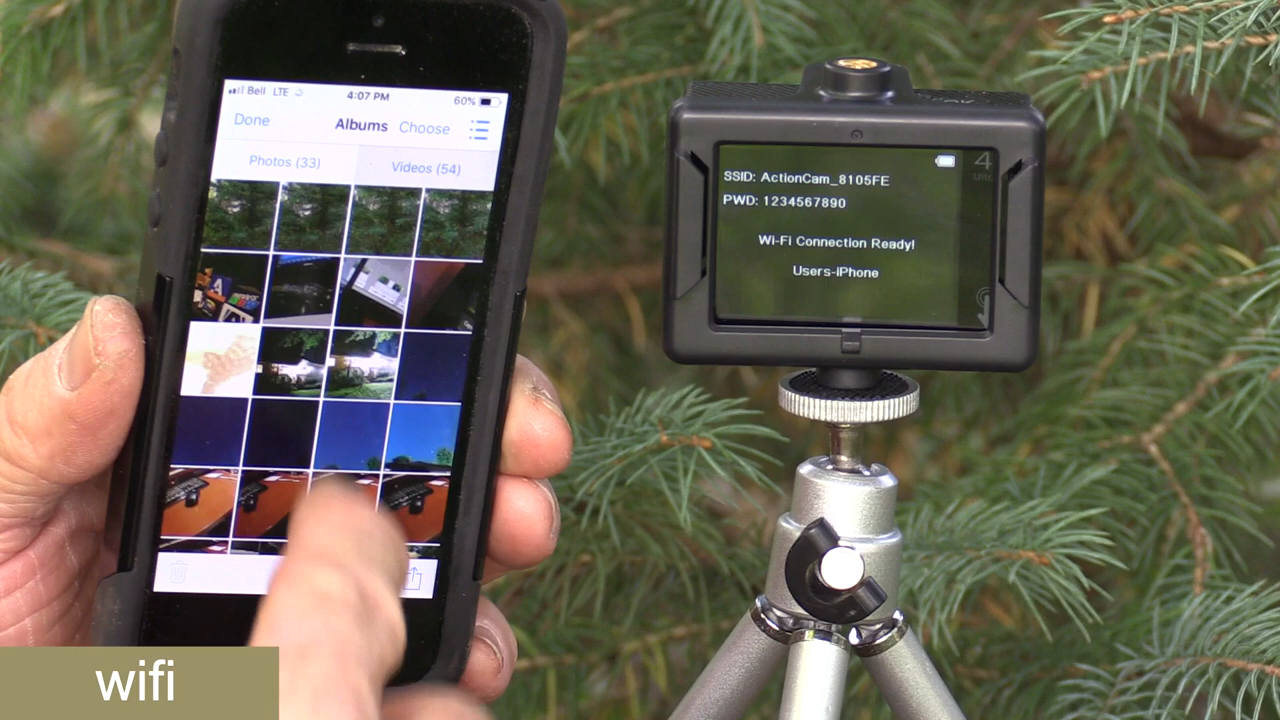 Bell LTE 4:07 PM 60%
Done Albums Choose
Photos (33) Videos (54)
4
SSID: ActionCam_8105FE
PWD: 1234567890
Wi-Fi Connection Ready!
Users-iPhone
wifi